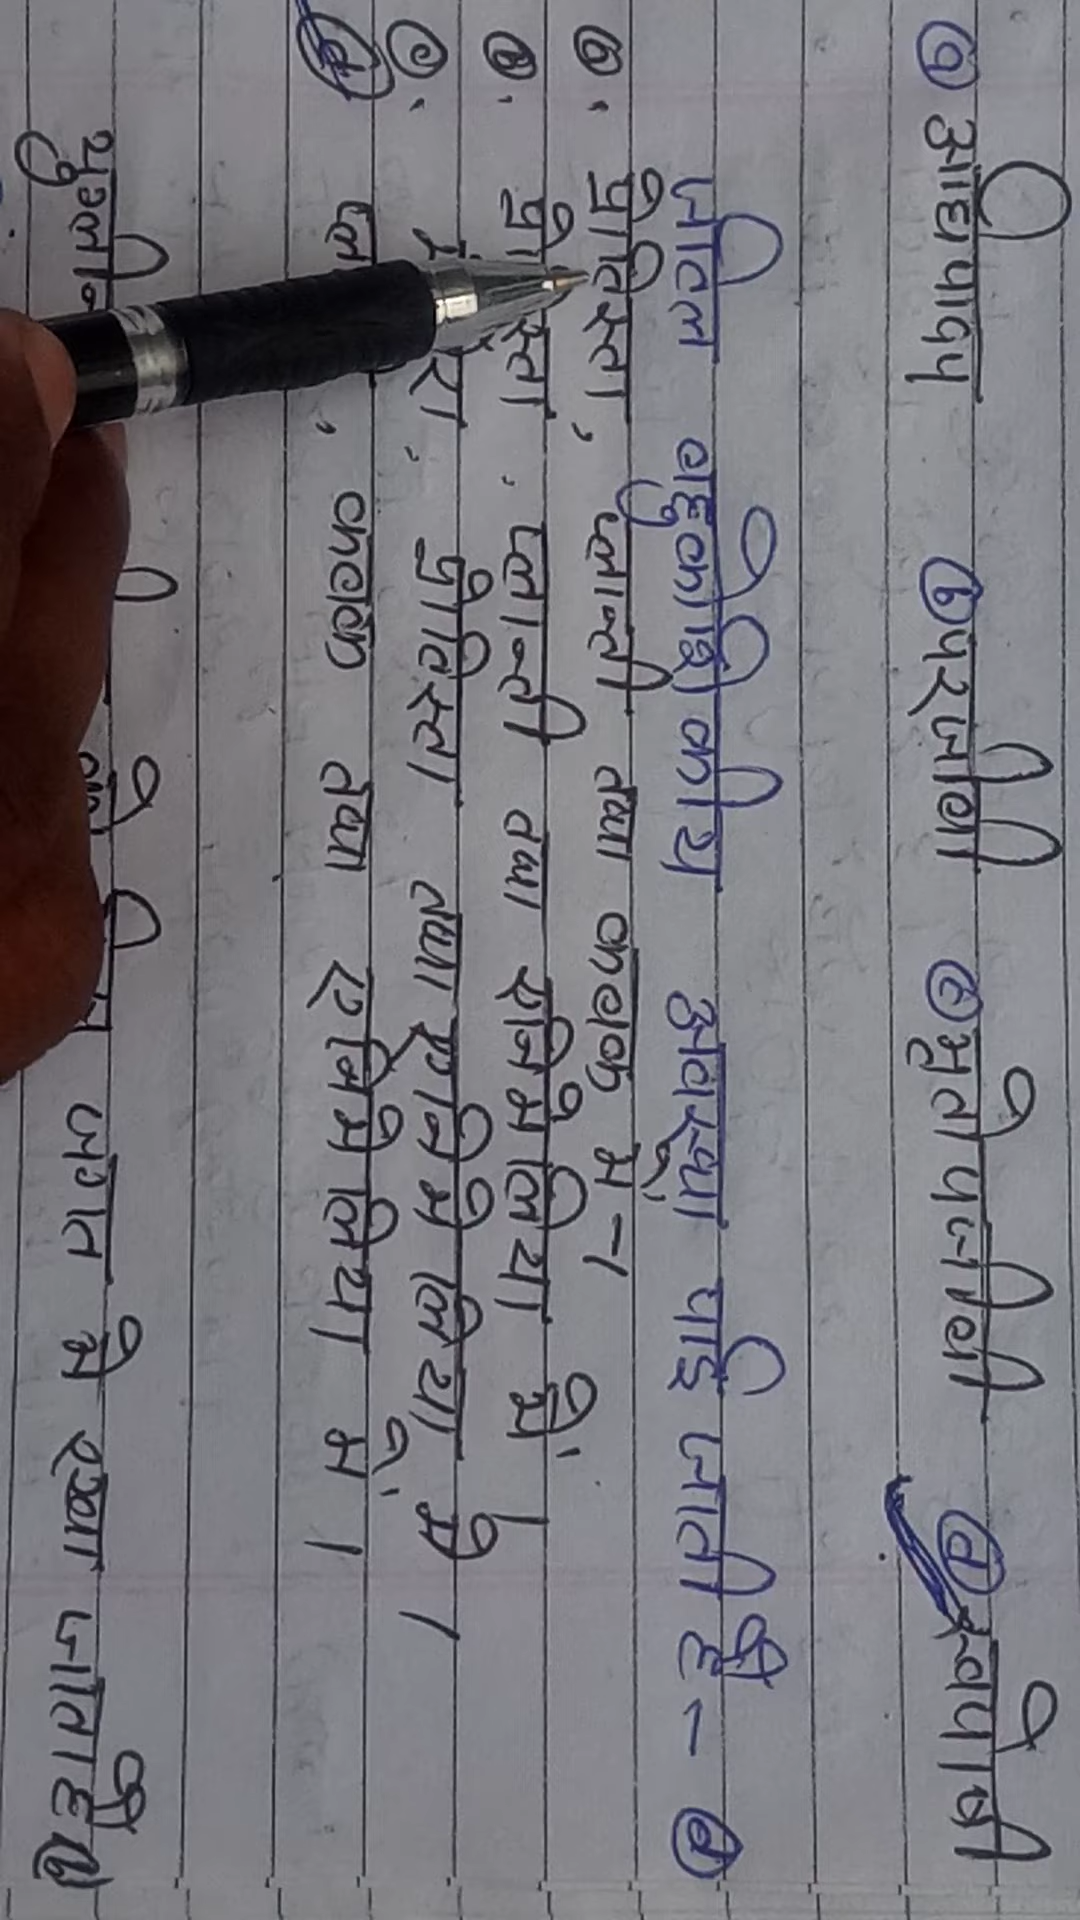 (a) आद्यपादप (b) परजीवी (c) मृतोपजीवी (d) स्वपोषी
जटिल बहुकोशिकीय अवस्था पाई जाती है - (d)
(a). प्रोटिस्टा, प्लान्टी तथा कवक में -।
(b). प्रोटिस्टा, प्लान्टी तथा एनिमेलिया में।
(c). प्रोटिस्टा तथा एनिमेलिया में।
(d) , कवक तथा एनिमेलिया में।
जगत में रखा जाता है (b)